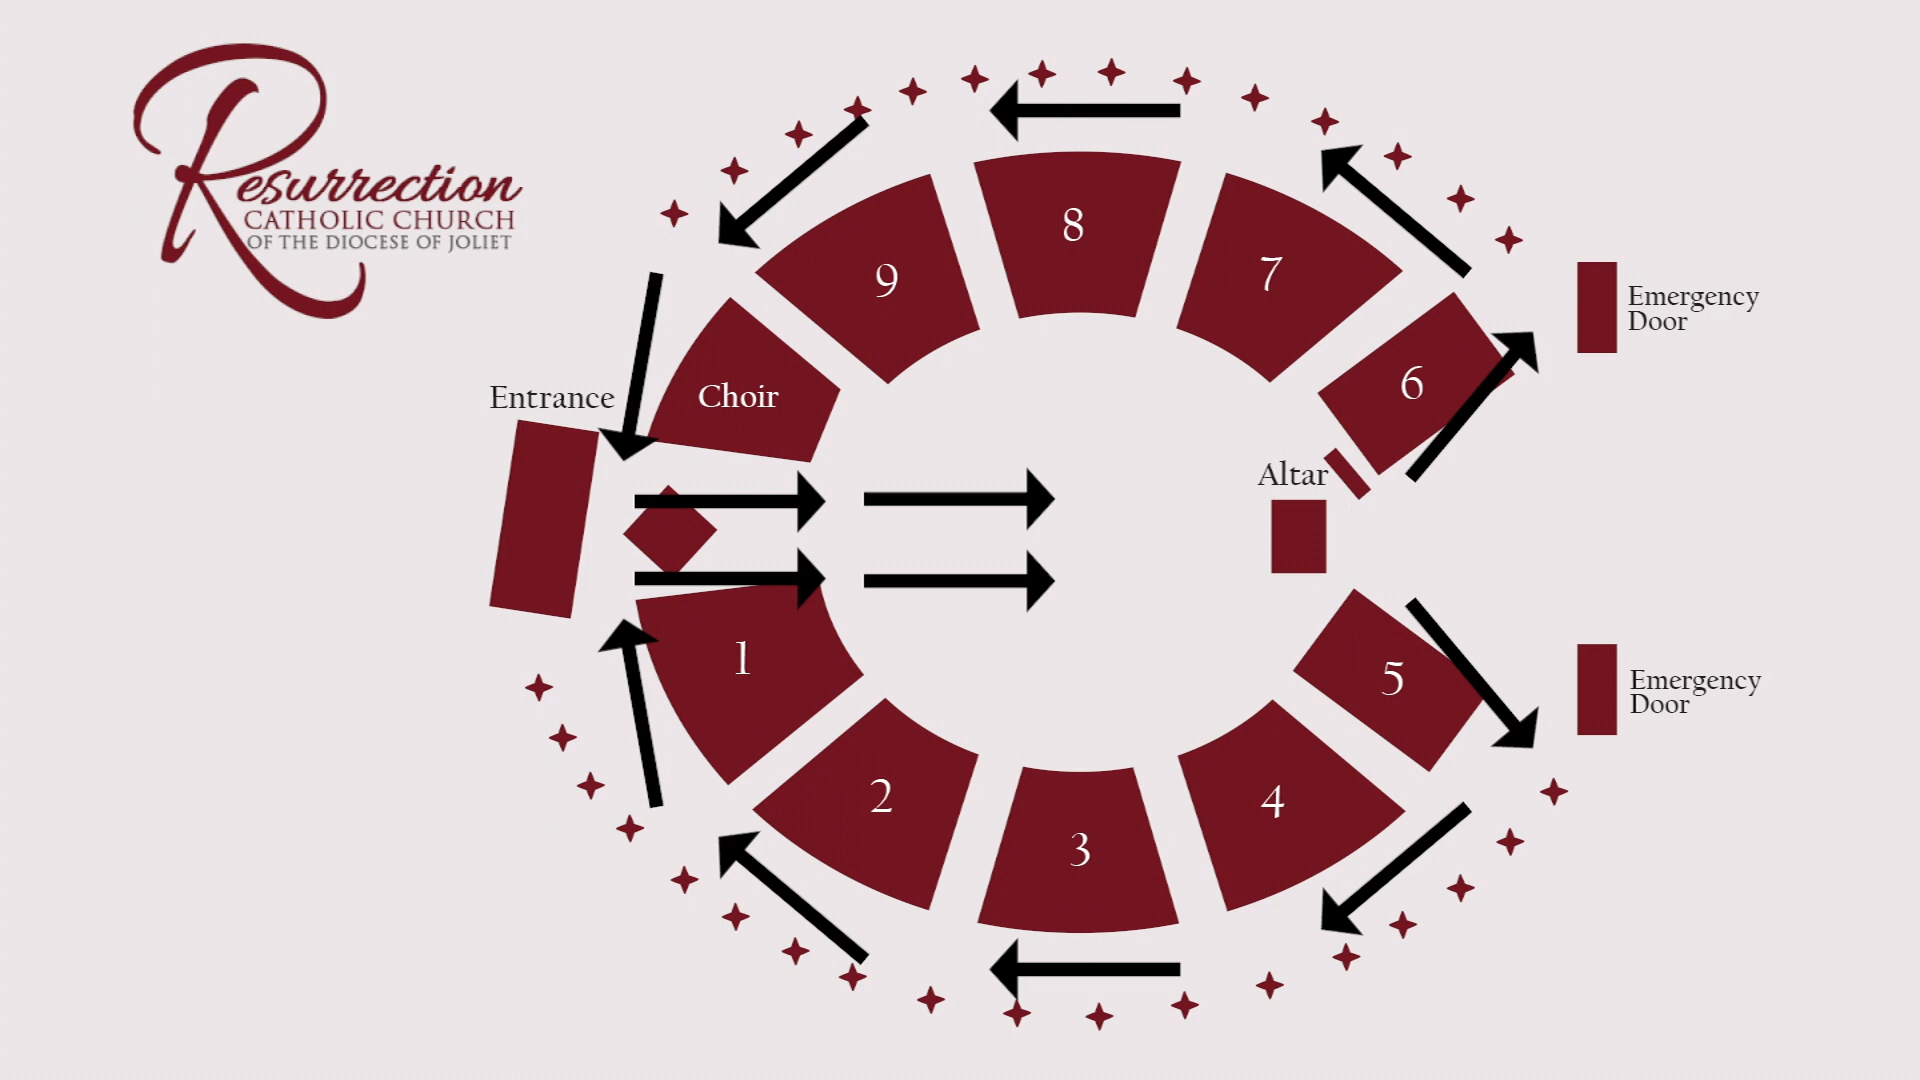 Resurrection
CATHOLIC CHURCH
OF THE DIOCESE OF JOLIET
8
7
9
Emergency
Door
6
Choir
Entrance
Altar
1
5
Emergency
Door
2
4
3